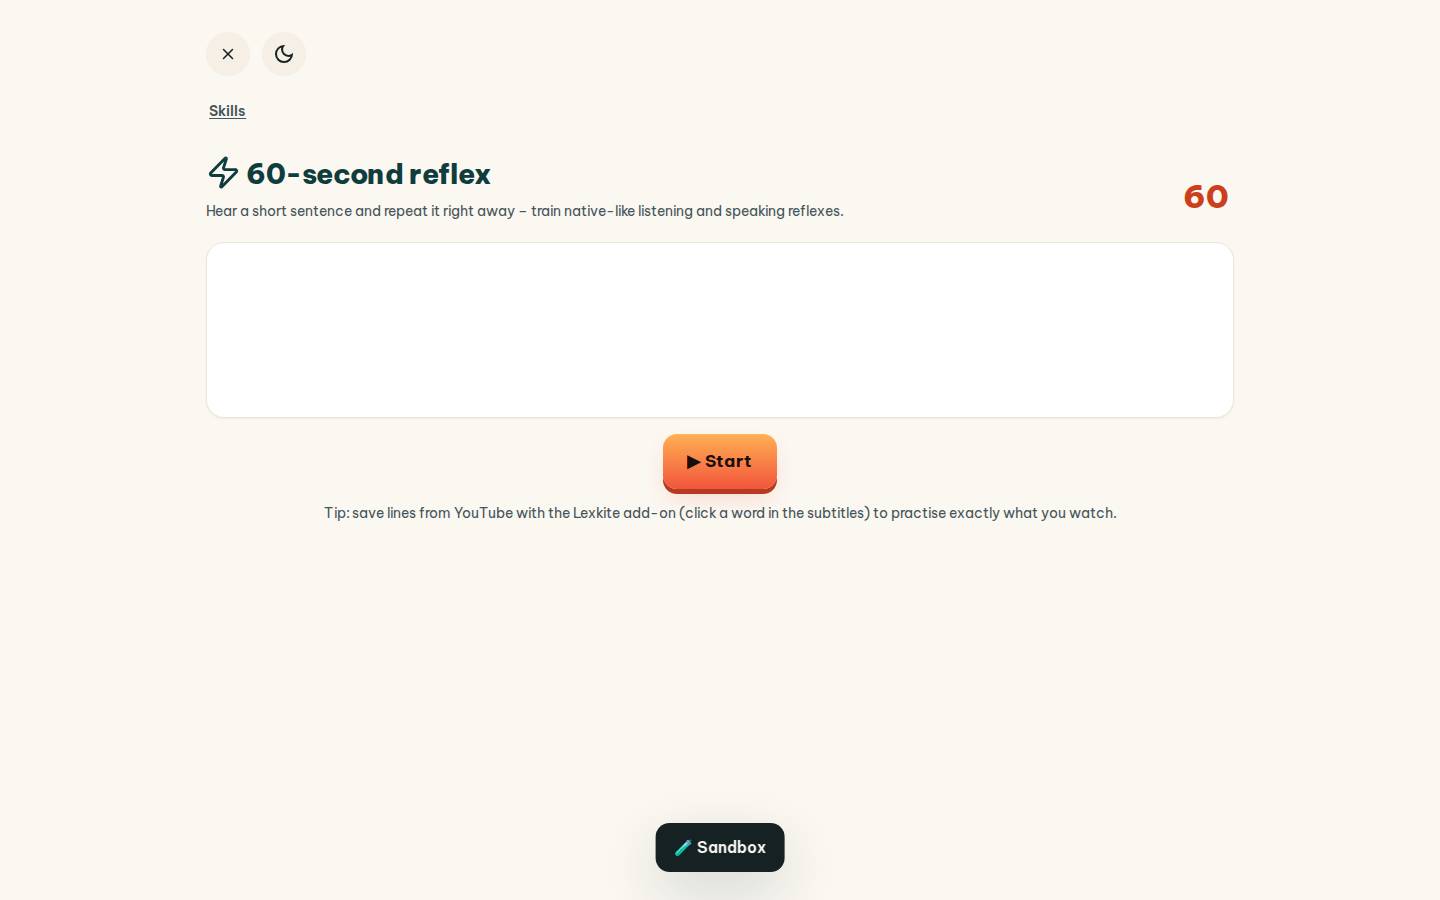 Skills
60-second reflex
Hear a short sentence and repeat it right away – train native-like listening and speaking reflexes.
60
▶ Start
Tip: save lines from YouTube with the Lexkite add-on (click a word in the subtitles) to practise exactly what you watch.
🧪 Sandbox